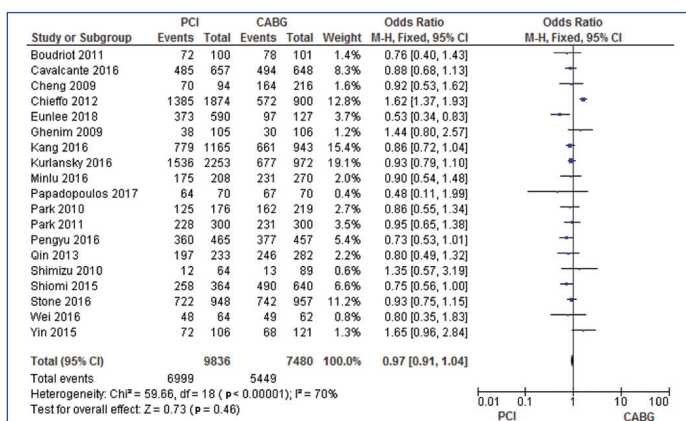 PCI CABG Odds Ratio Odds Ratio
Study or Subgroup Events Total Events Total Weight M-H, Fixed, 95% CI M-H, Fixed, 95% CI
Boudriot 2011 72 100 78 101 1.4% 0.76 [0.40, 1.43]
Cavalcante 2016 485 657 494 648 8.3% 0.88 [0.68, 1.13]
Cheng 2009 70 94 164 216 1.6% 0.92 [0.53, 1.62]
Chieffo 2012 1385 1874 572 900 12.8% 1.62 [1.37, 1.93]
Eunlee 2018 373 590 97 127 3.7% 0.53 [0.34, 0.83]
Ghenim 2009 38 105 30 106 1.2% 1.44 [0.80, 2.57]
Kang 2016 779 1165 661 943 15.3% 0.86 [0.72, 1.04]
Kurlansky 2016 1536 2253 677 972 19.1% 0.93 [0.79, 1.10]
Minlu 2016 175 208 231 270 2.1% 0.90 [0.54, 1.48]
Papadopoulos 2017 64 70 67 70 0.4% 0.48 [0.11, 1.99]
Park 2010 125 176 162 219 2.7% 0.86 [0.55, 1.34]
Park 2011 228 300 231 300 3.5% 0.95 [0.65, 1.38]
Pengyu 2016 360 465 377 457 5.4% 0.73 [0.53, 1.01]
Qin 2013 197 233 246 282 2.2% 0.80 [0.49, 1.32]
Shimizu 2010 12 64 13 89 0.6% 1.35 [0.57, 3.19]
Shiomi 2015 258 364 490 640 6.7% 0.75 [0.56, 1.00]
Stone 2016 722 948 742 957 11.2% 0.93 [0.75, 1.15]
Wei 2016 48 64 49 62 0.8% 0.80 [0.35, 1.83]
Yin 2015 72 106 68 121 1.3% 1.65 [0.96, 2.84]
Total (95% CI) 9836 7480 100.0% 0.97 [0.91, 1.04]
Total events 6999 5449
Heterogeneity: Chi² = 59.66, df = 18 ( p < 0.00001); I² = 70%
Test for overall effect: Z = 0.73 (p = 0.46)
0.01 0.1 1 10 100
PCI CABG